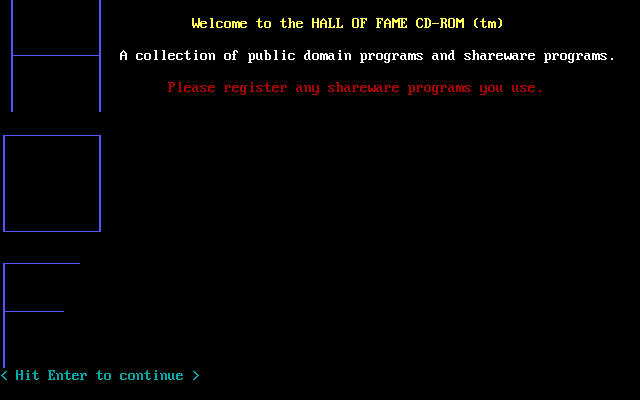 Welcome to the HALL OF FAME CD-ROM (tm)
A collection of public domain programs and shareware programs.
Please register any shareware programs you use.
H
O
F
< Hit Enter to continue >